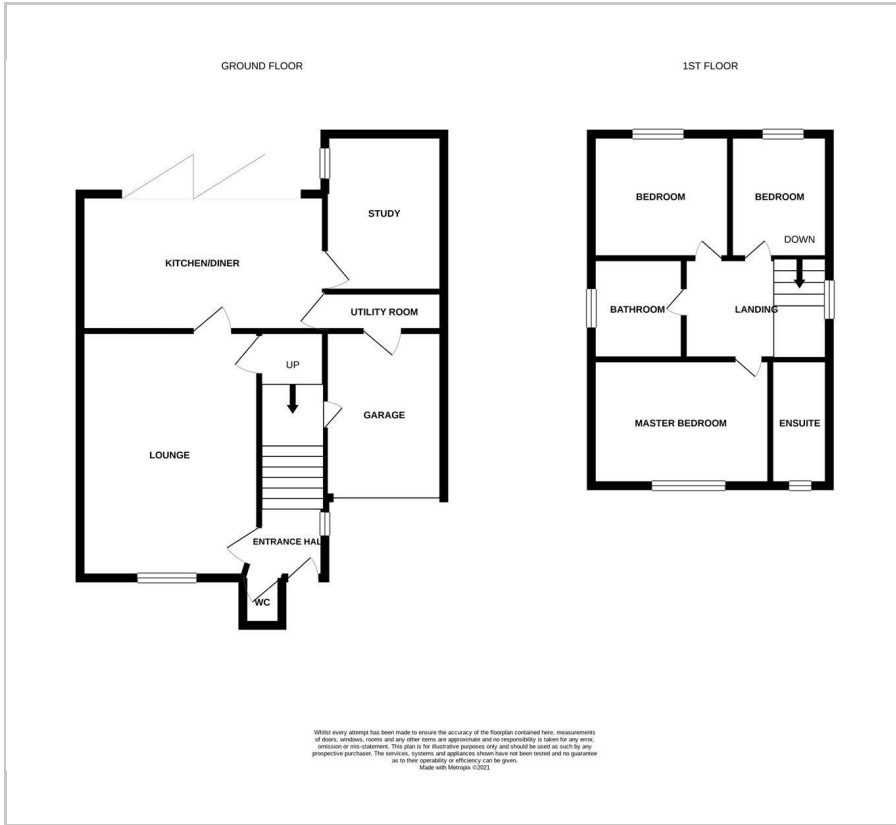 GROUND FLOOR
STUDY
KITCHEN/DINER
UTILITY ROOM
UP
GARAGE
LOUNGE
ENTRANCE HAL
WC
1ST FLOOR
BEDROOM
BEDROOM
DOWN
BATHROOM
LANDING
MASTER BEDROOM
ENSUITE
Whilst every attempt has been made to ensure the accuracy of the floorplan contained here, measurements
of doors, windows, rooms and any other items are approximate and no responsibility is taken for any error,
omission or mis-statement. This plan is for illustrative purposes only and should be used as such by any
prospective purchaser. The services, systems and appliances shown have not been tested and no guarantee
as to their operability or efficiency can be given.
Made with Metropix ©2021